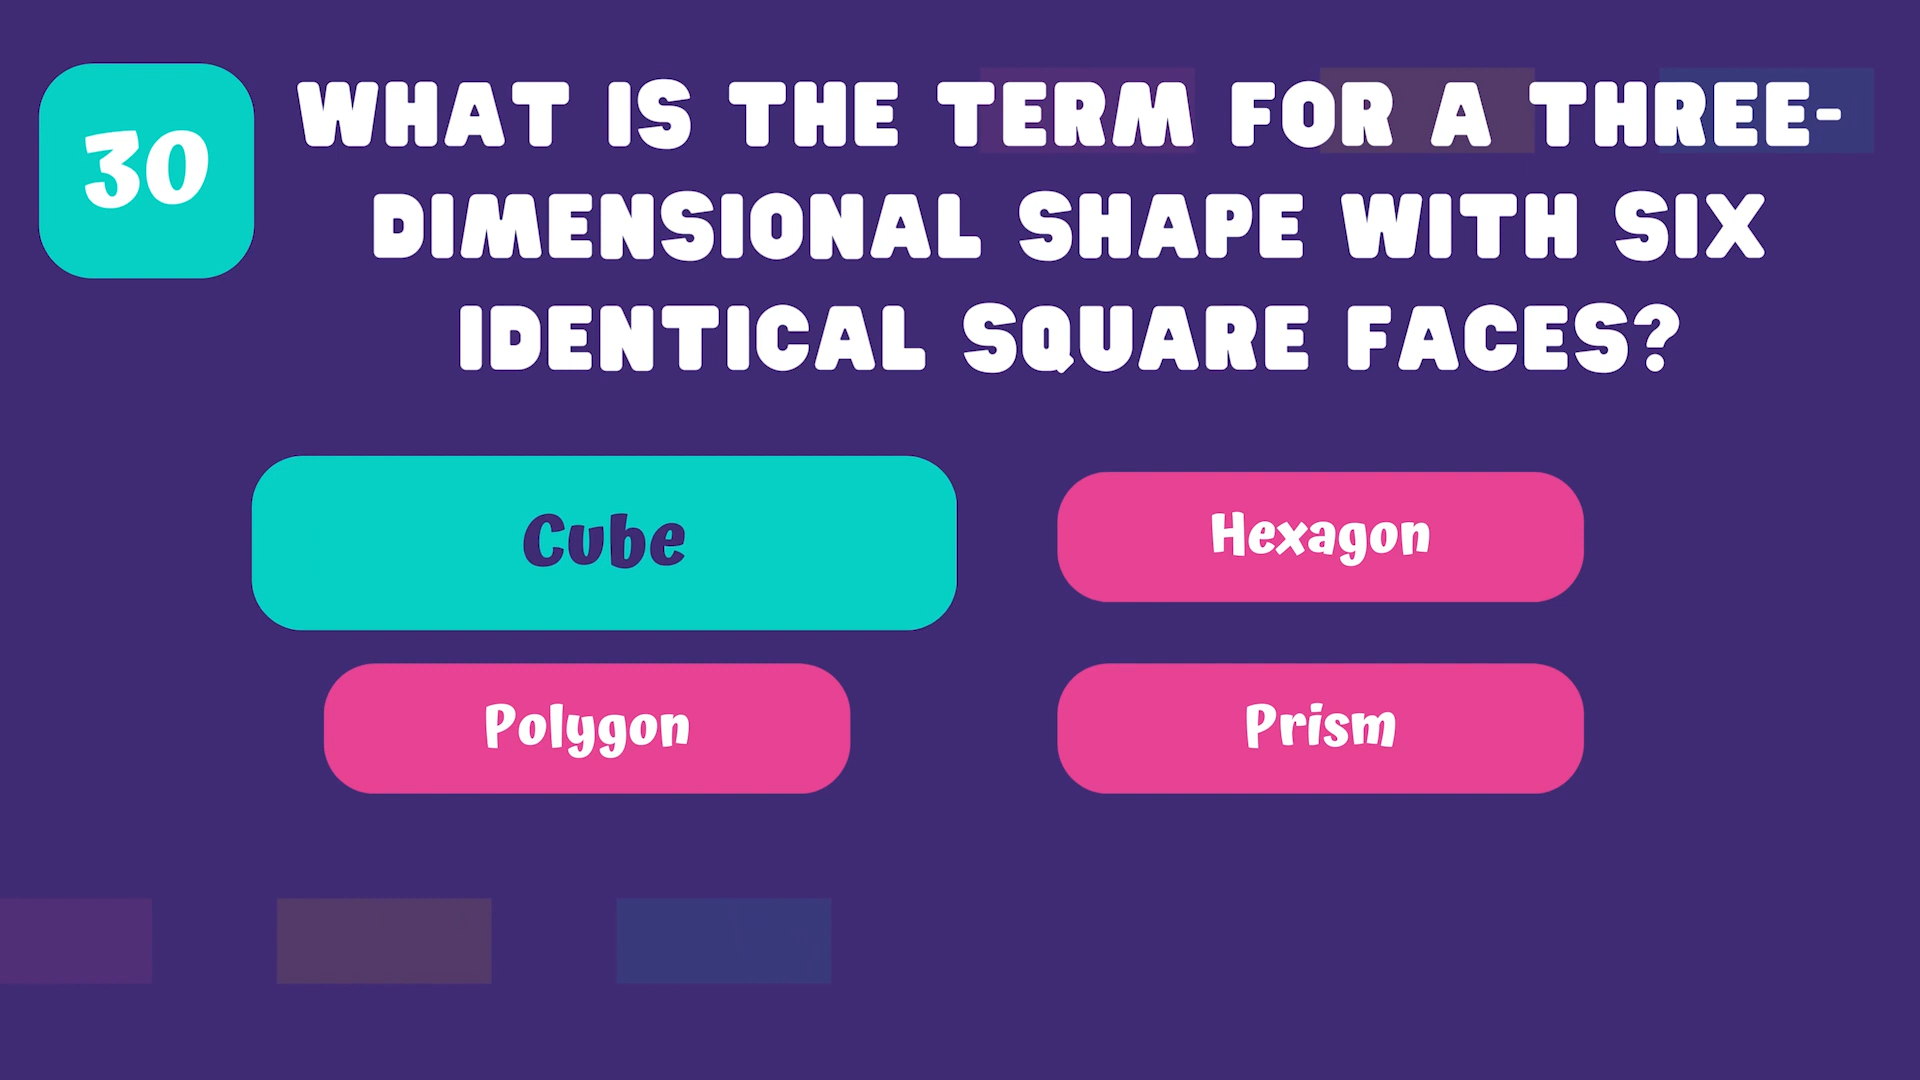 30
WHAT IS THE TERM FOR A THREE-
DIMENSIONAL SHAPE WITH SIX
IDENTICAL SQUARE FACES?
Cube
Hexagon
Polygon
Prism